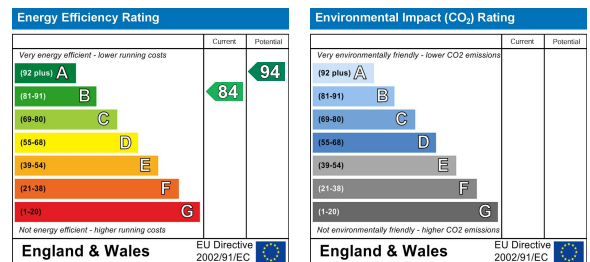 Energy Efficiency Rating
Current Potential
Very energy efficient - lower running costs
(92 plus) A
(81-91) B
(69-80) C
(55-68) D
(39-54) E
(21-38) F
(1-20) G
84
94
Not energy efficient - higher running costs
England & Wales
EU Directive
2002/91/EC
Environmental Impact (CO₂) Rating
Current Potential
Very environmentally friendly - lower CO2 emissions
(92 plus) A
(81-91) B
(69-80) C
(55-68) D
(39-54) E
(21-38) F
(1-20) G
Not environmentally friendly - higher CO2 emissions
England & Wales
EU Directive
2002/91/EC